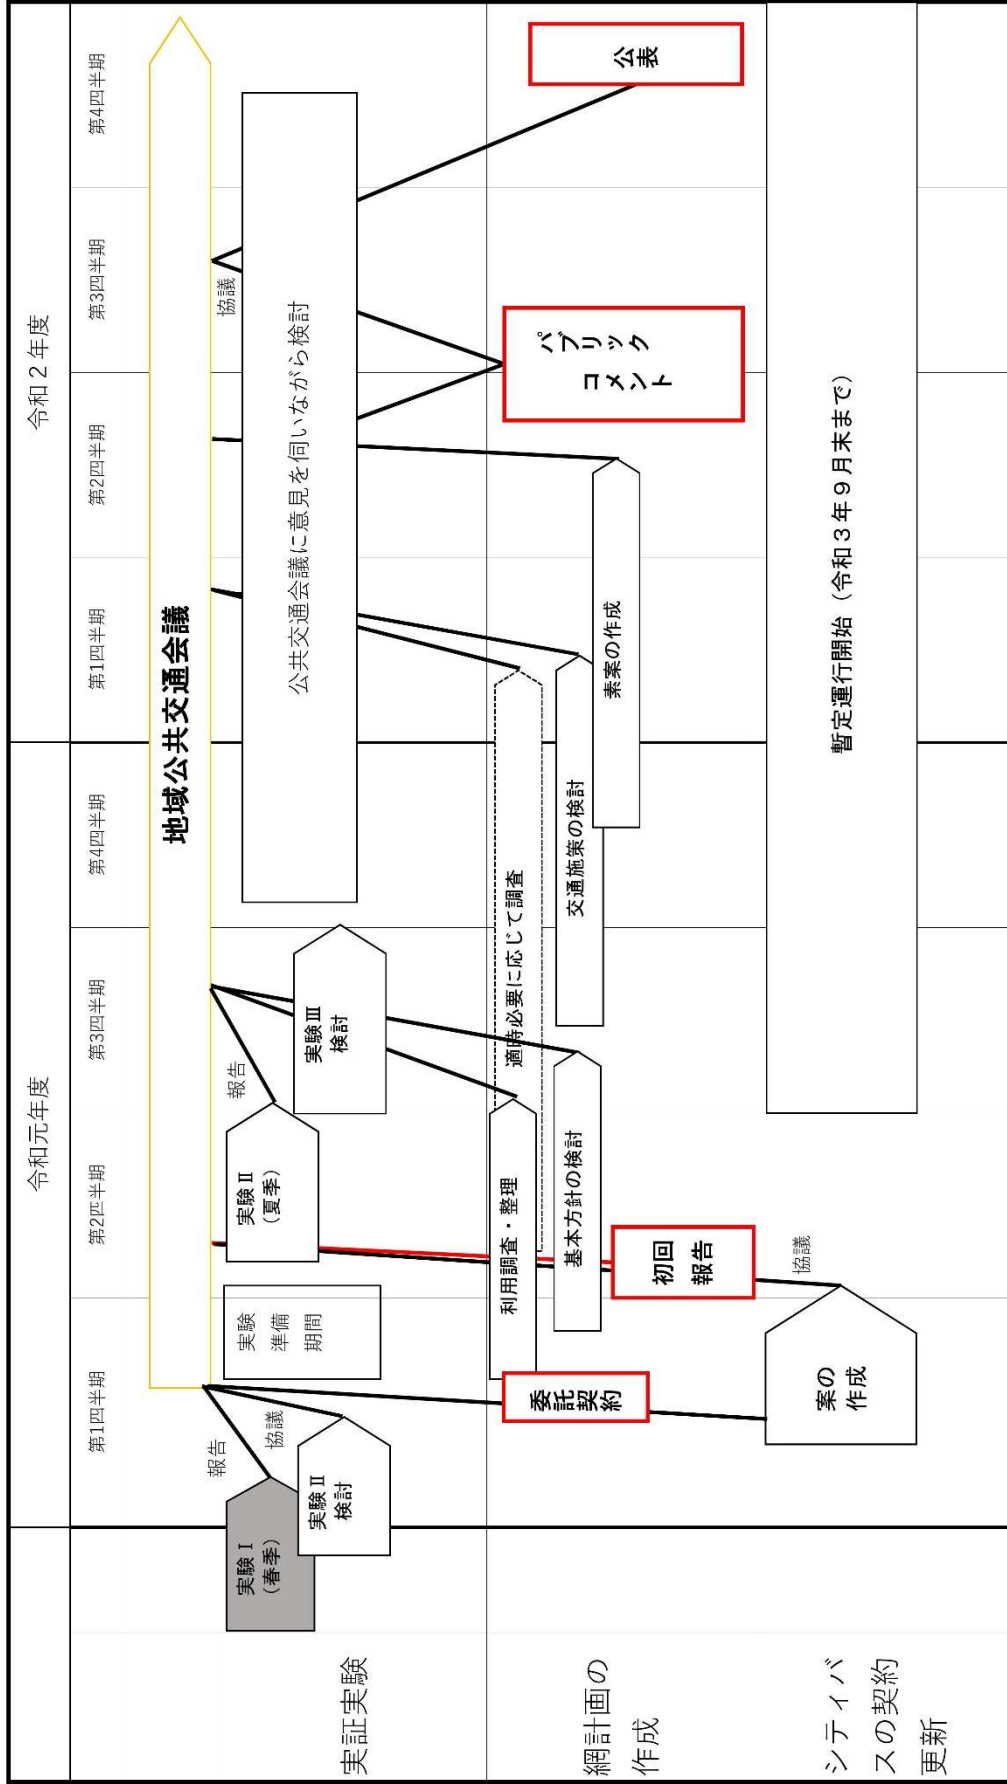 令和元年度
令和２年度
第1四半期
第2匹半期
第3四半期
第4四半期
第1四半期
第2四半期
第3四半期
第4四半期
地域公共交通会議
実証実験
実験Ⅰ
（春季）
報告
実験Ⅱ
検討
協議
実験
準備
期間
実験Ⅱ
（夏季）
報告
実験Ⅲ
検討
公共交通会議に意見を伺いながら検討
協議
網計画の
作成
委託
契約
利用調査・整理
適時必要に応じて調査
基本方針の検討
初回
報告
交通施策の検討
素案の作成
パブリック
コメント
公表
シティバ
スの契約
更新
案の
作成
協議
暫定運行開始（令和３年９月末まで）